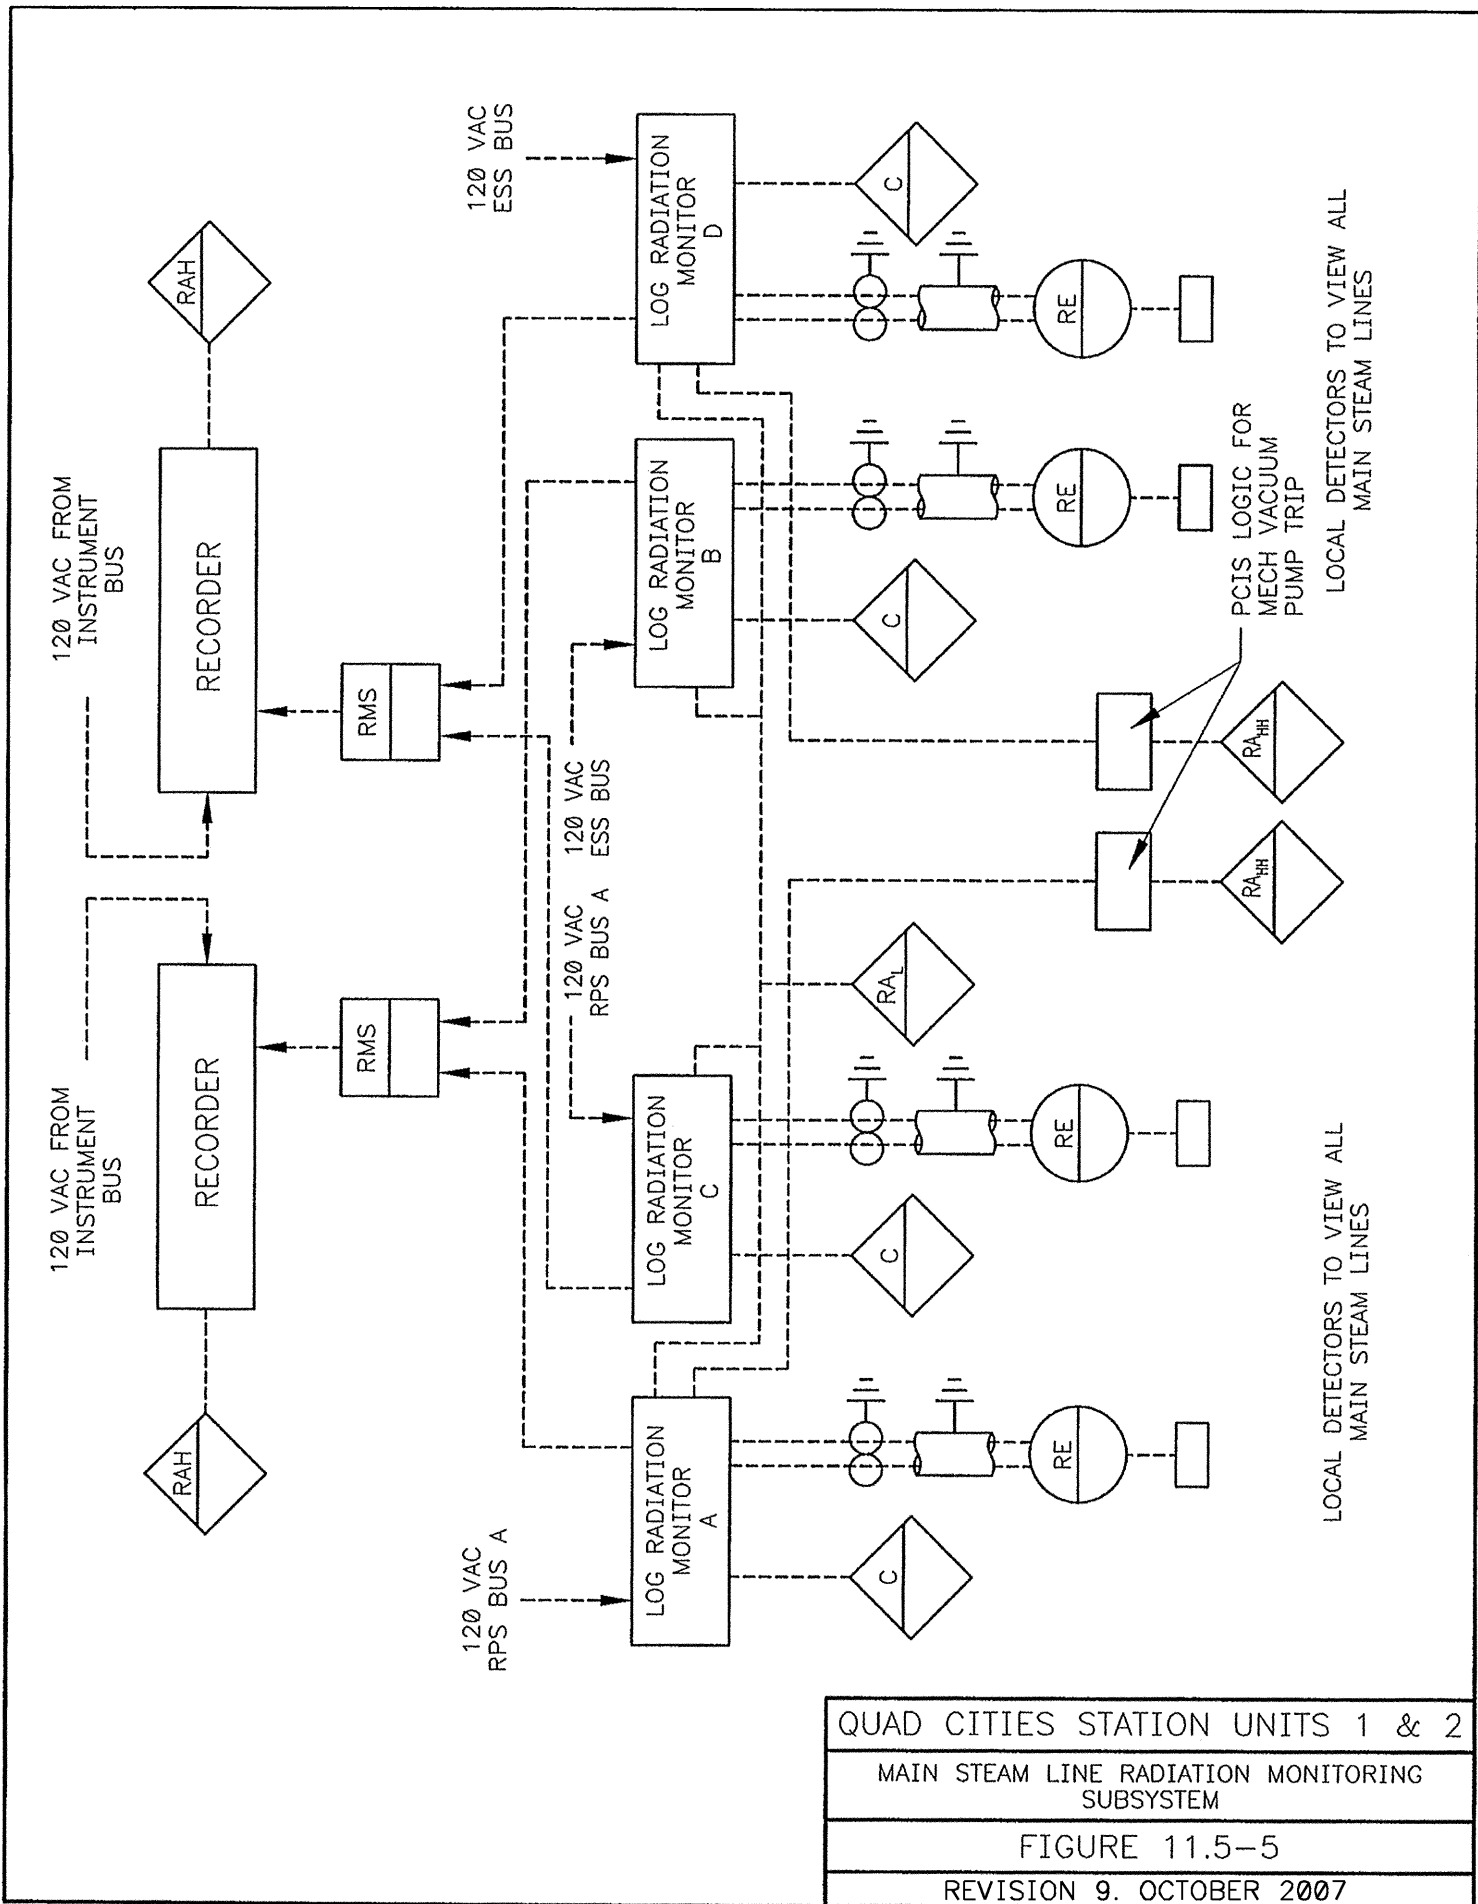 120 VAC FROM
INSTRUMENT
BUS
120 VAC FROM
INSTRUMENT
BUS
RAH
RECORDER
RECORDER
RAH
RMS
RMS
120 VAC
RPS BUS A
120 VAC
RPS BUS A
120 VAC
ESS BUS
120 VAC
ESS BUS
LOG RADIATION
MONITOR
A
LOG RADIATION
MONITOR
C
LOG RADIATION
MONITOR
B
LOG RADIATION
MONITOR
D
C
C
RAL
C
C
RE
RE
RE
RE
RAHH
RAHH
PCIS LOGIC FOR
MECH VACUUM
PUMP TRIP
LOCAL DETECTORS TO VIEW ALL
MAIN STEAM LINES
LOCAL DETECTORS TO VIEW ALL
MAIN STEAM LINES
QUAD CITIES STATION UNITS 1 & 2
MAIN STEAM LINE RADIATION MONITORING
SUBSYSTEM
FIGURE 11.5-5
REVISION 9. OCTOBER 2007